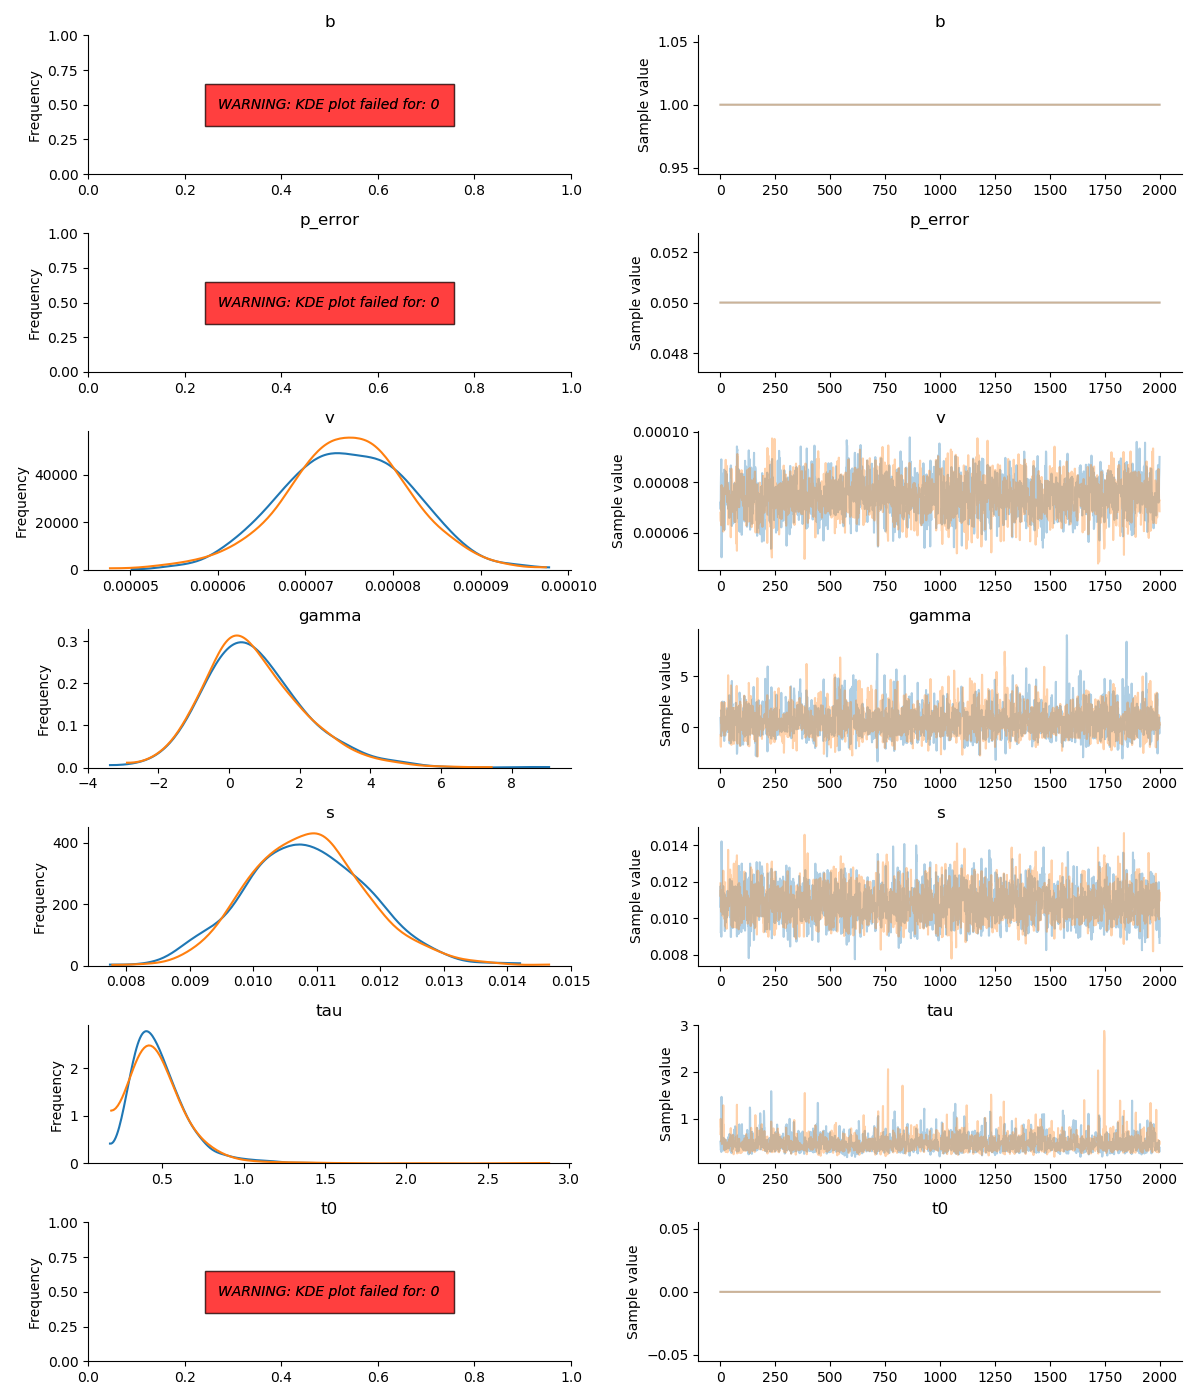 b
b
1.00
0.75
0.50
0.25
0.00
Frequency
WARNING: KDE plot failed for: 0
0.0 0.2 0.4 0.6 0.8 1.0
1.05
1.00
0.95
Sample value
0 250 500 750 1000 1250 1500 1750 2000
p_error
p_error
1.00
0.75
0.50
0.25
0.00
Frequency
WARNING: KDE plot failed for: 0
0.0 0.2 0.4 0.6 0.8 1.0
0.052
0.050
0.048
Sample value
0 250 500 750 1000 1250 1500 1750 2000
v
v
40000
20000
0
Frequency
0.00005 0.00006 0.00007 0.00008 0.00009 0.00010
0.00010
0.00008
0.00006
Sample value
0 250 500 750 1000 1250 1500 1750 2000
gamma
gamma
0.3
0.2
0.1
0.0
Frequency
−4 −2 0 2 4 6 8
5
0
Sample value
0 250 500 750 1000 1250 1500 1750 2000
s
s
400
200
0
Frequency
0.008 0.009 0.010 0.011 0.012 0.013 0.014 0.015
0.014
0.012
0.010
0.008
Sample value
0 250 500 750 1000 1250 1500 1750 2000
tau
tau
2
1
0
Frequency
0.5 1.0 1.5 2.0 2.5 3.0
3
2
1
Sample value
0 250 500 750 1000 1250 1500 1750 2000
t0
t0
1.00
0.75
0.50
0.25
0.00
Frequency
WARNING: KDE plot failed for: 0
0.0 0.2 0.4 0.6 0.8 1.0
0.05
0.00
−0.05
Sample value
0 250 500 750 1000 1250 1500 1750 2000